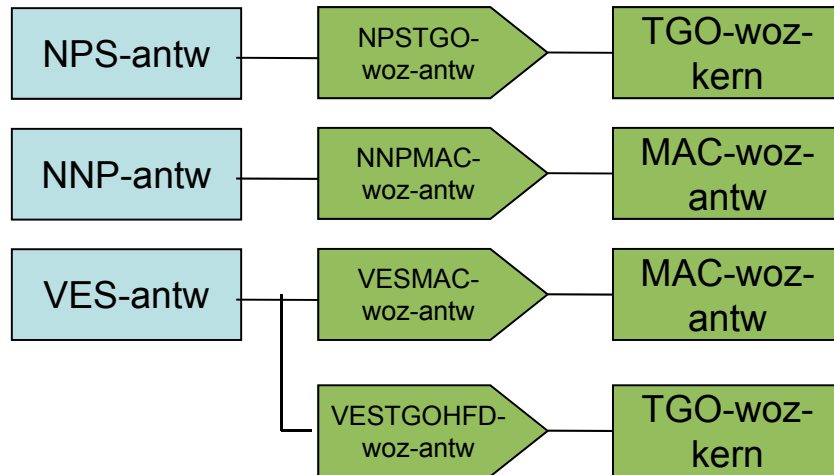 NPS-antw
NPSTGO-
woz-antw
TGO-woz-
kern
NNP-antw
NNPMAC-
woz-antw
MAC-woz-
antw
VES-antw
VESMAC-
woz-antw
MAC-woz-
antw
VESTGOHFD-
woz-antw
TGO-woz-
kern